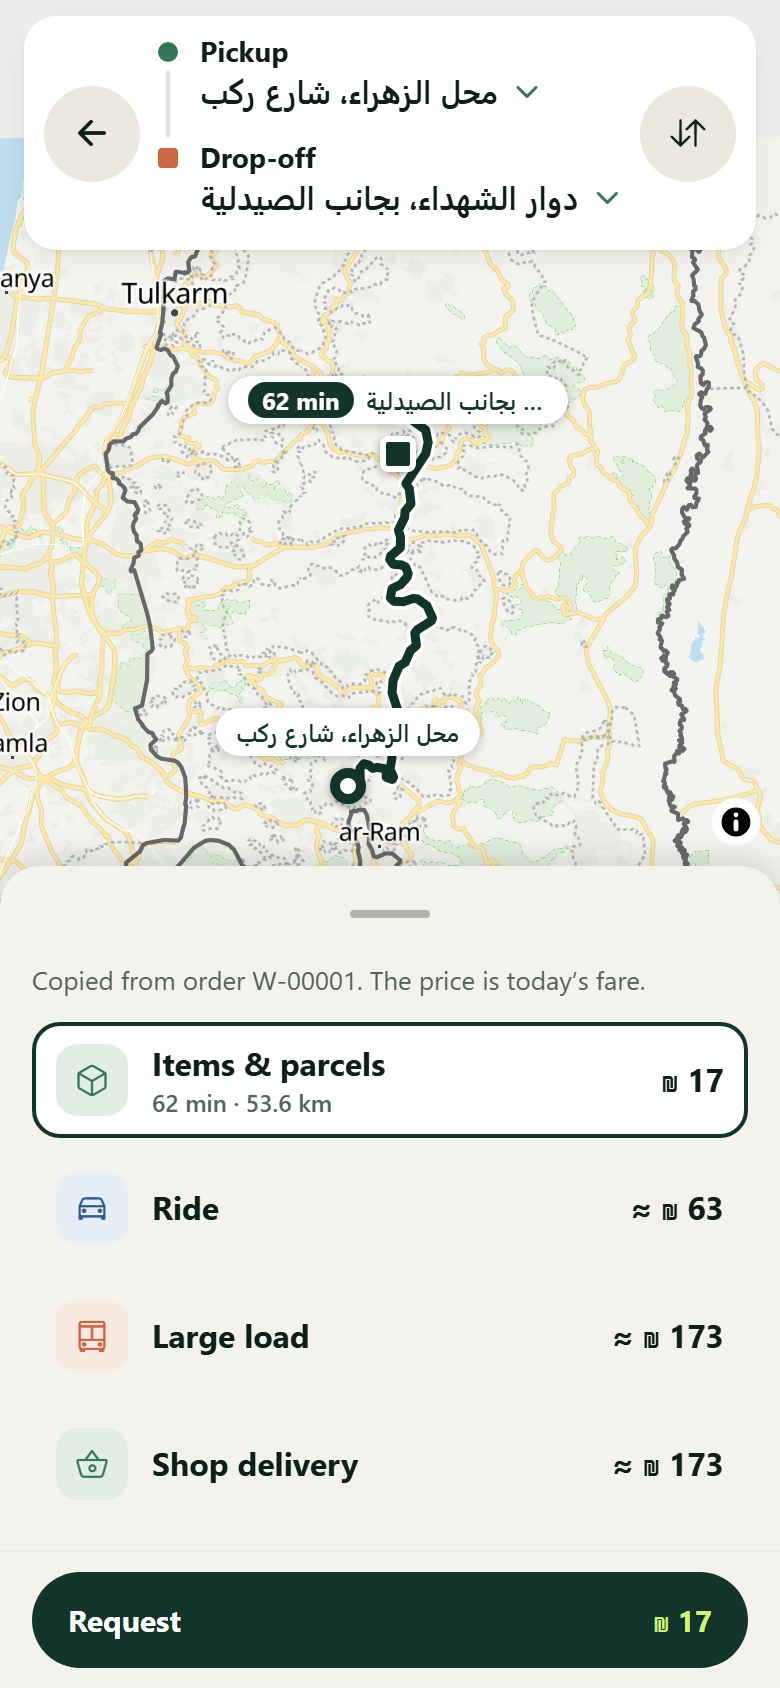 Pickup
محل الزهراء، شارع ركب
Drop-off
دوار الشهداء، بجانب الصيدلية
anya
Tulkarm
62 min بجانب الصيدلية ...
Zion
amla
محل الزهراء، شارع ركب
ar-Ram
Copied from order W-00001. The price is today’s fare.
Items & parcels
₪ 17
62 min · 53.6 km
Ride
≈ ₪ 63
Large load
≈ ₪ 173
Shop delivery
≈ ₪ 173
Request
₪ 17